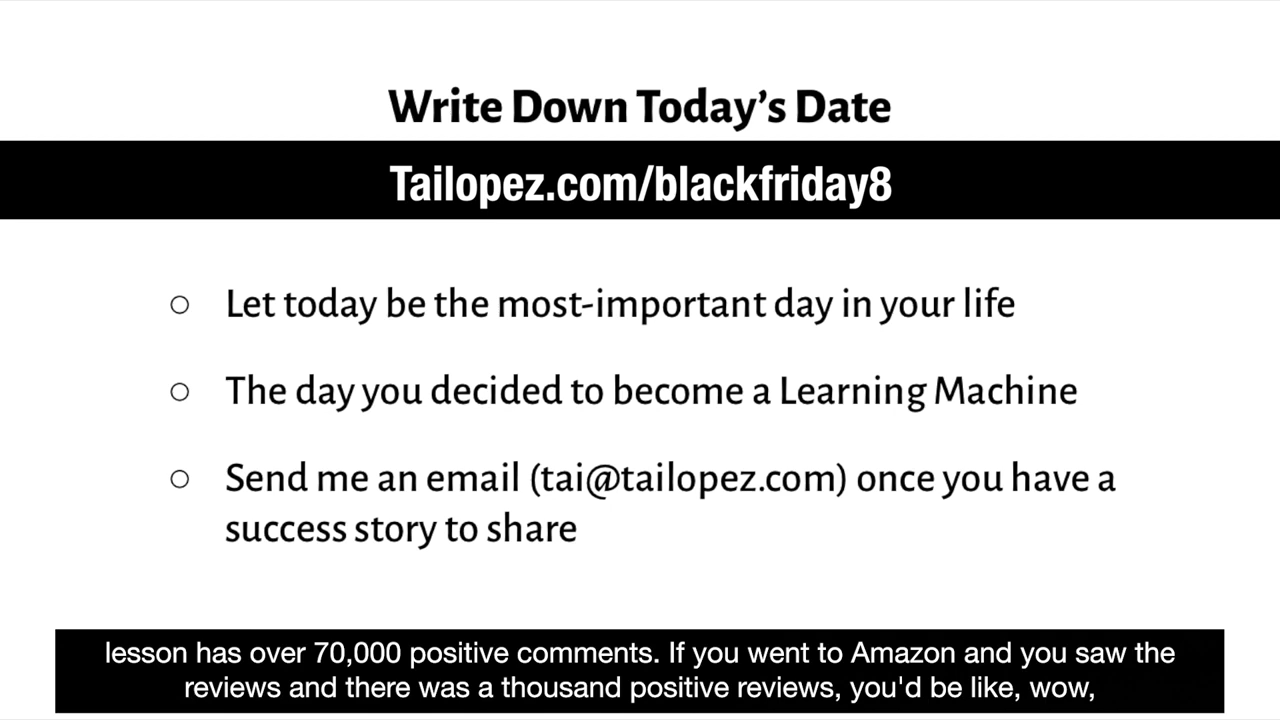 Write Down Today’s Date
Tailopez.com/blackfriday8
○ Let today be the most-important day in your life
○ The day you decided to become a Learning Machine
○ Send me an email (tai@tailopez.com) once you have a
success story to share
lesson has over 70,000 positive comments. If you went to Amazon and you saw the
reviews and there was a thousand positive reviews, you'd be like, wow,